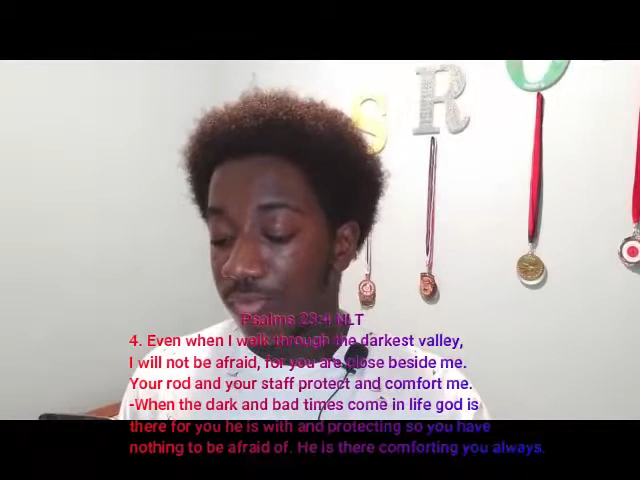 S R O
Psalms 23:4 NLT
4. Even when I walk through the darkest valley,
I will not be afraid, for you are close beside me.
Your rod and your staff protect and comfort me.
-When the dark and bad times come in life god is
there for you he is with and protecting so you have
nothing to be afraid of. He is there comforting you always.